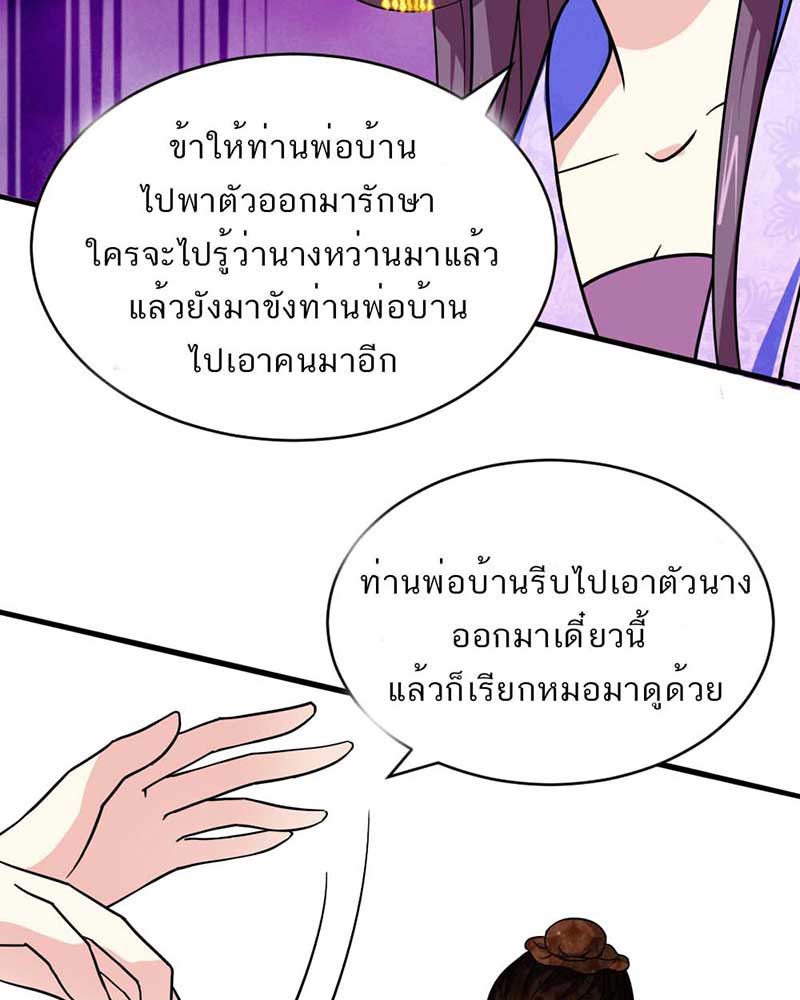 ข้าให้ท่านพ่อบ้าน
ไปพาตัวออกมารักษา
ใครจะไปรู้ว่านางหว่านมาแล้ว
แล้วยังมาขังท่านพ่อบ้าน
ไปเอาคนมาอีก
ท่านพ่อบ้านรีบไปเอาตัวนาง
ออกมาเดี๋ยวนี้
แล้วก็เรียกหมอมาดูด้วย